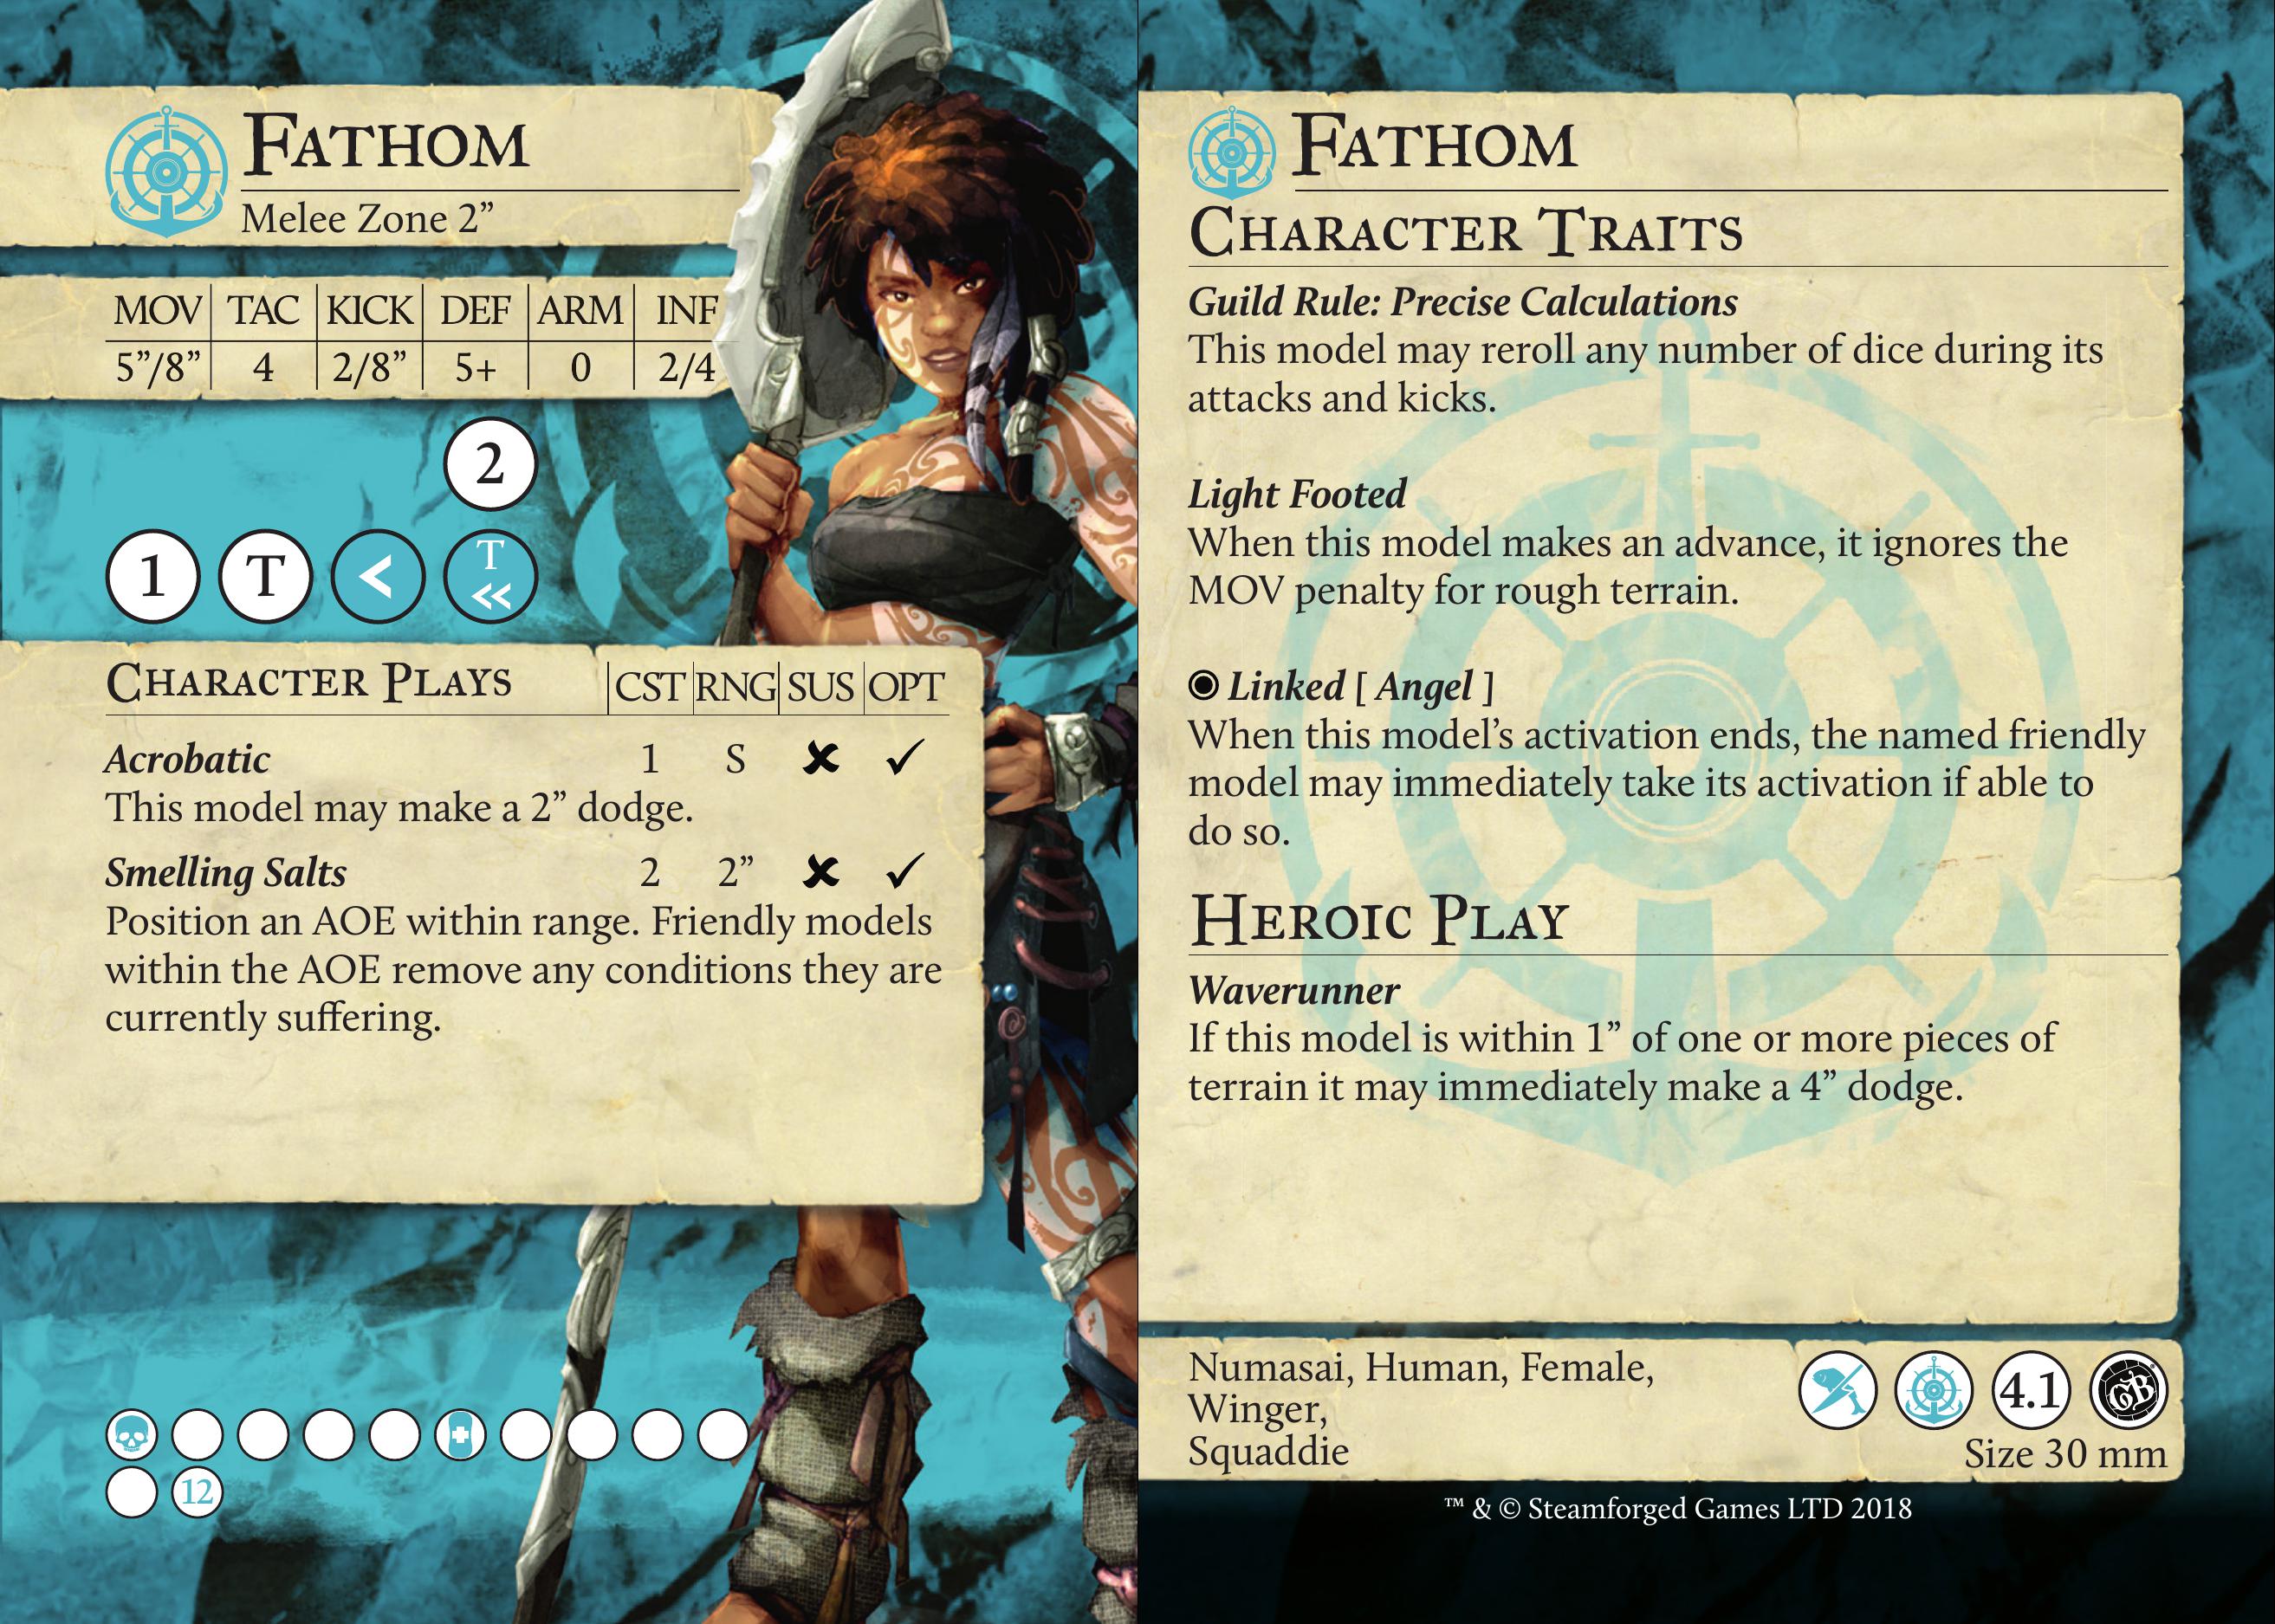 FATHOM
Melee Zone 2”
MOV TAC KICK DEF ARM INF
5”/8” 4 2/8” 5+ 0 2/4
2
1 T < T <<
CHARACTER PLAYS CST RNG SUS OPT
Acrobatic 1 S ✘ ✓
This model may make a 2” dodge.
Smelling Salts 2 2” ✘ ✓
Position an AOE within range. Friendly models
within the AOE remove any conditions they are
currently suffering.
12
FATHOM
CHARACTER TRAITS
Guild Rule: Precise Calculations
This model may reroll any number of dice during its
attacks and kicks.
Light Footed
When this model makes an advance, it ignores the
MOV penalty for rough terrain.
Linked [ Angel ]
When this model’s activation ends, the named friendly
model may immediately take its activation if able to
do so.
HEROIC PLAY
Waverunner
If this model is within 1” of one or more pieces of
terrain it may immediately make a 4” dodge.
Numasai, Human, Female,
Winger,
Squaddie
4.1 GB
Size 30 mm
™ & © Steamforged Games LTD 2018